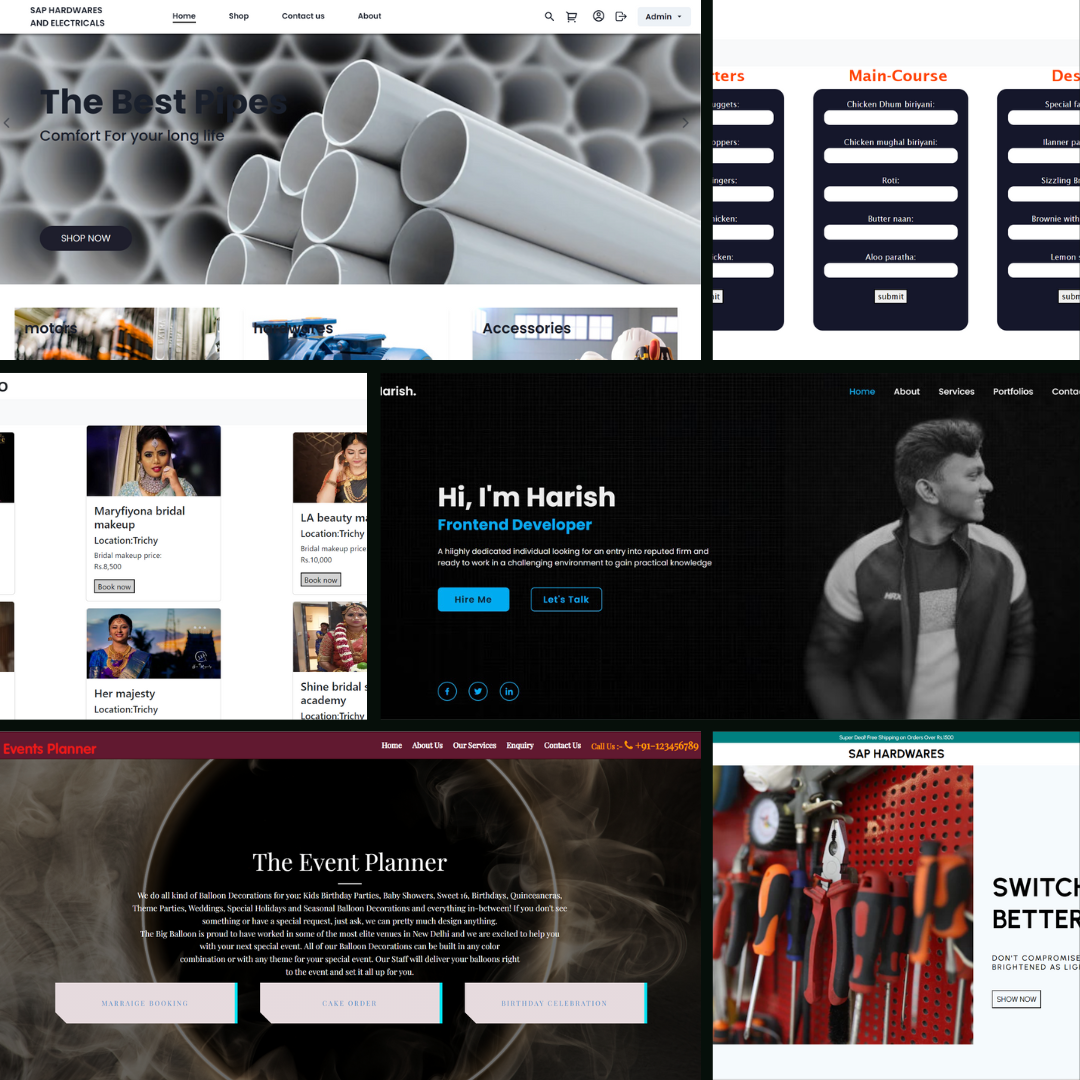 SAP HARDWARES
AND ELECTRICALS
Home
Shop
Contact us
About
Admin
The Best Pipes
Comfort For your long life
SHOP NOW
motors
hardwares
Accessories
rters
uggets:
oppers:
ingers:
hicken:
icken:
it
Main-Course
Chicken Dhum biriyani:
Chicken mughal biriyani:
Roti:
Butter naan:
Aloo paratha:
submit
Des
Special fa
Ilanner pa
Sizzling Br
Brownie with
Lemon s
subm
O
Maryfiyona bridal
makeup
Location:Trichy
Bridal makeup price:
Rs.8,500
Book now
LA beauty ma
Location:Trichy
Bridal makeup price
Rs.10,000
Book now
Her majesty
Location:Trichy
Shine bridal s
academy
Location:Trichy
Harish.
Home
About
Services
Portfolios
Contac
Hi, I'm Harish
Frontend Developer
A hiighly dedicated individual looking for an entry into reputed firm and
ready to work in a challenging environment to gain practical knowledge
Hire Me
Let's Talk
HRX
Events Planner
Home
About Us
Our Services
Enquiry
Contact Us
Call Us :- +91-123456789
The Event Planner
We do all kind of Balloon Decorations for you: Kids Birthday Parties, Baby Showers, Sweet 16, Birthdays, Quinceaneras,
Theme Parties, Weddings, Special Holidays and Seasonal Balloon Decorations and everything in-between! If you don't see
something or have a special request, just ask, we can pretty much design anything.
The Big Balloon is proud to have worked in some of the most elite venues in New Delhi and we are excited to help you
with your next special event. All of our Balloon Decorations can be built in any color
combination or with any theme for your special event. Our Staff will deliver your balloons right
to the event and set it all up for you.
MARRAIGE BOOKING
CAKE ORDER
BIRTHDAY CELEBRATION
Super Deal! Free Shipping on Orders Over Rs.1500
SAP HARDWARES
SWITCH
BETTER
DON'T COMPROMISE
BRIGHTENED AS LIGH
SHOW NOW